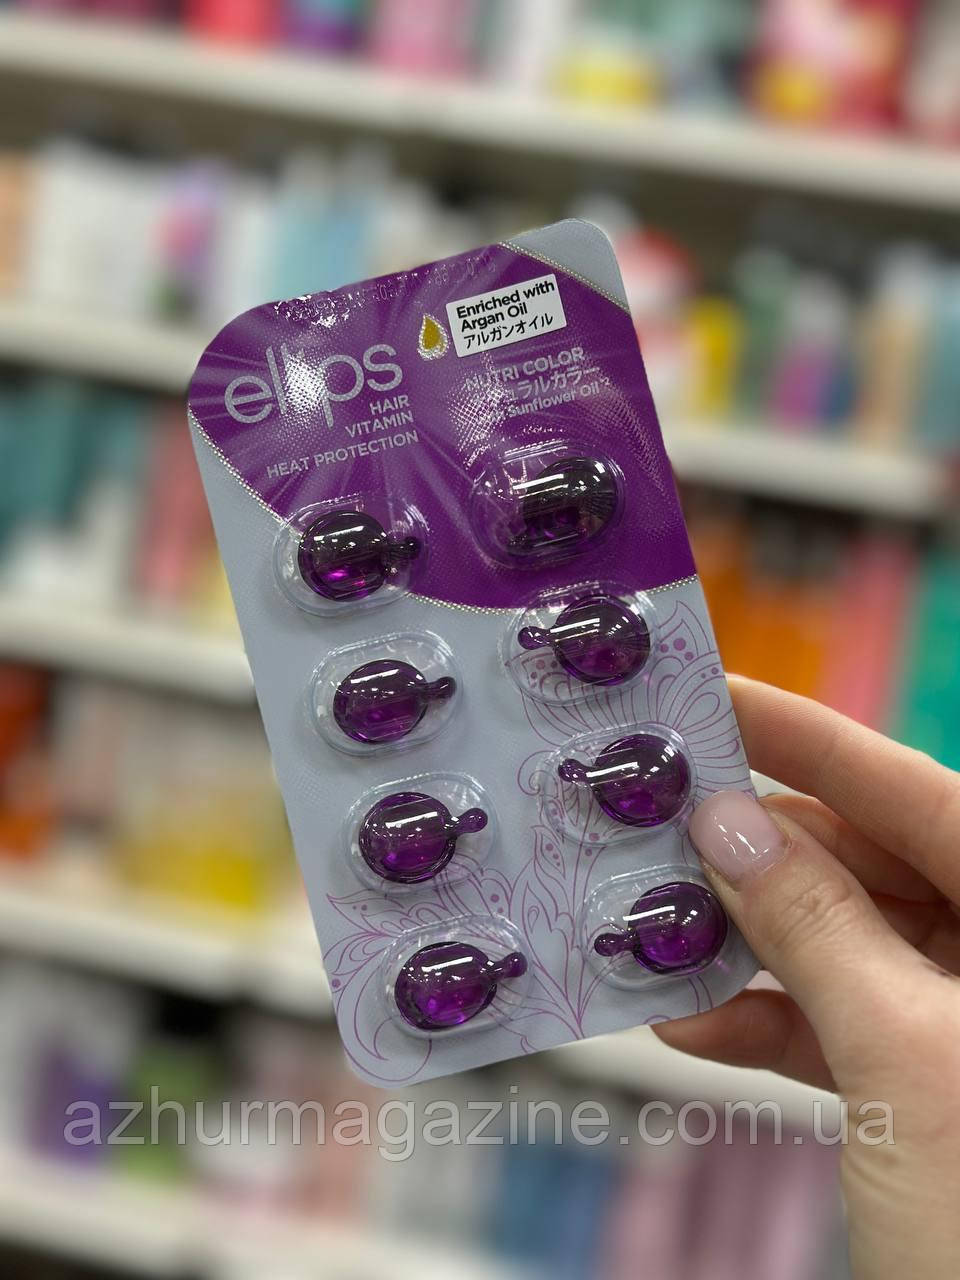 ellips
HAIR
VITAMIN
HEAT PROTECTION
Enriched with
Argan Oil
アルガンオイル
NUTRI COLOR
Sunflower Oil
azhurmagazine.com.ua